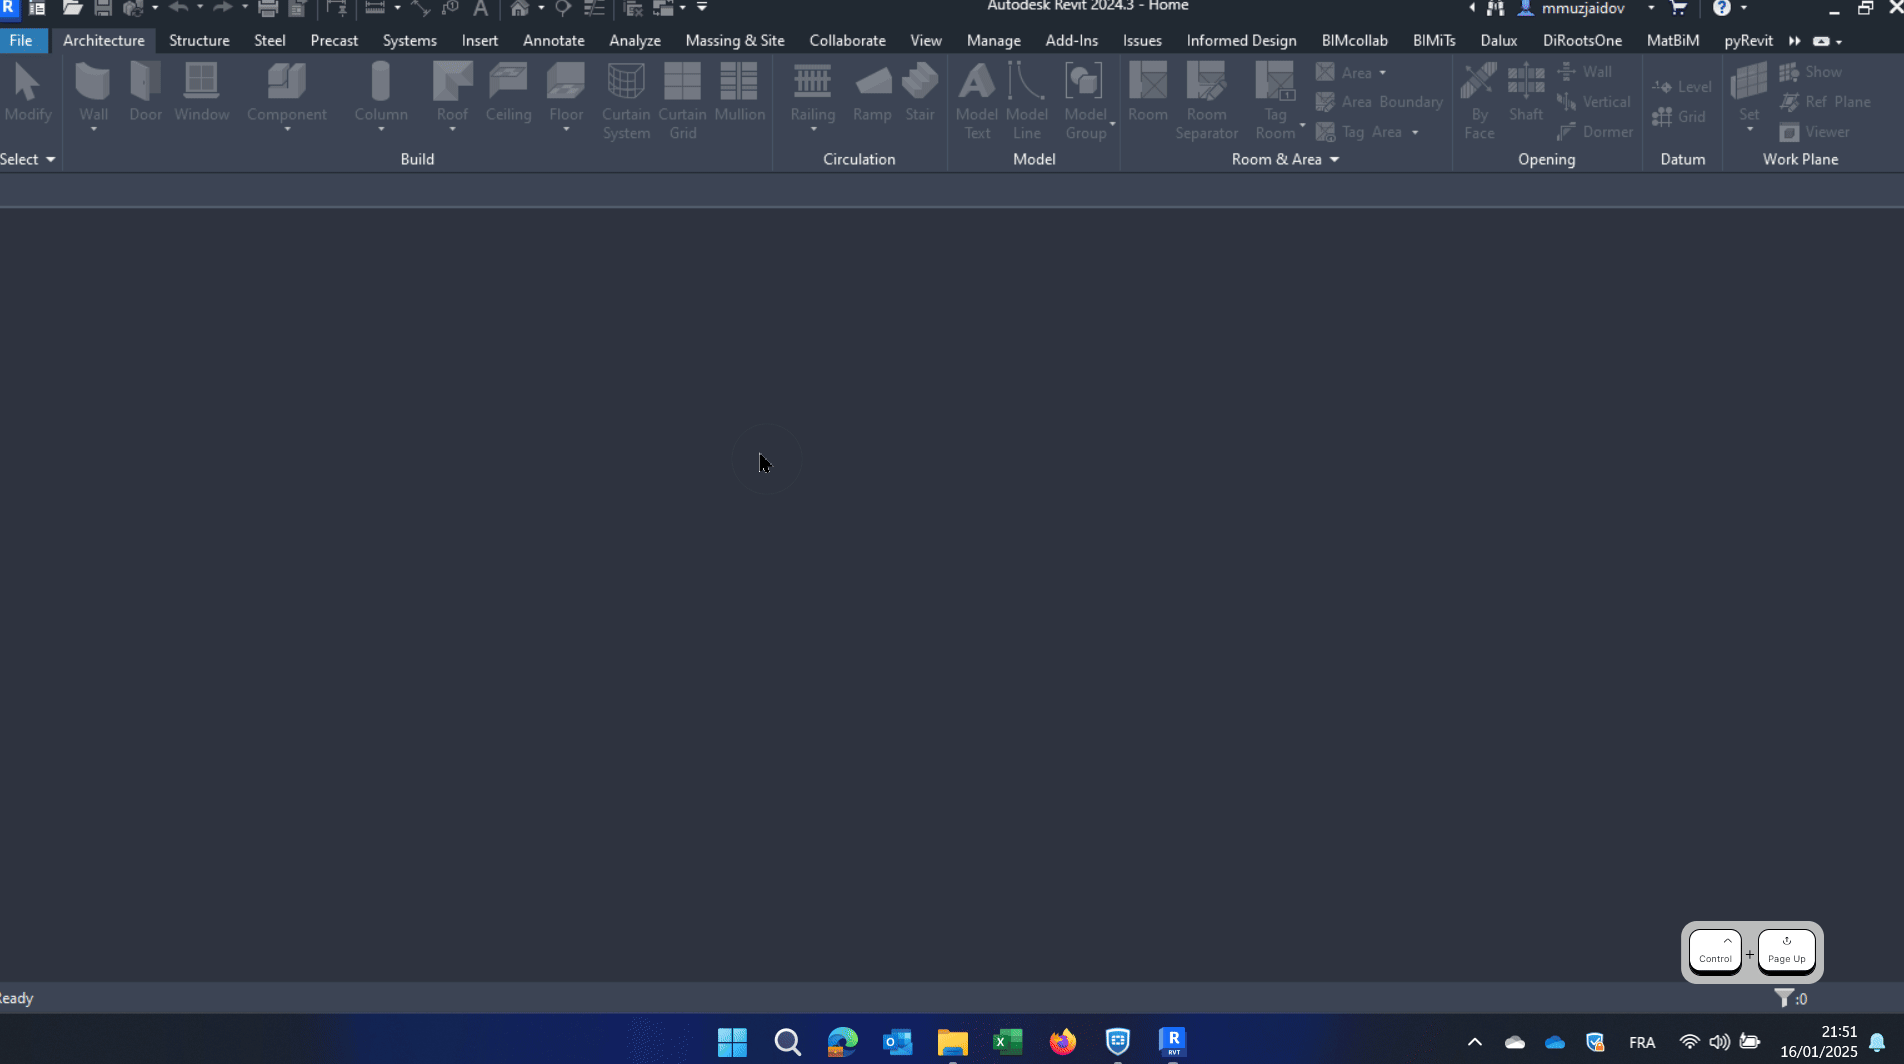 R
Autodesk Revit 2024.3 - Home
mmuzjaidov
File Architecture Structure Steel Precast Systems Insert Annotate Analyze Massing & Site Collaborate View Manage Add-Ins Issues Informed Design BIMcollab BIMiTs Dalux DiRootsOne MatBiM pyRevit
Modify
Wall
Door
Window
Component
Column
Roof
Ceiling
Floor
Curtain
System
Curtain
Grid
Mullion
Railing
Ramp
Stair
Model
Text
Model
Line
Model
Group
Room
Room
Separator
Tag
Room
Area
Area Boundary
Tag Area
By
Face
Shaft
Wall
Vertical
Dormer
Level
Grid
Set
Show
Ref Plane
Viewer
Select
Build
Circulation
Model
Room & Area
Opening
Datum
Work Plane
Control + Page Up
eady
:0
R
RVT
FRA
21:51
16/01/2025